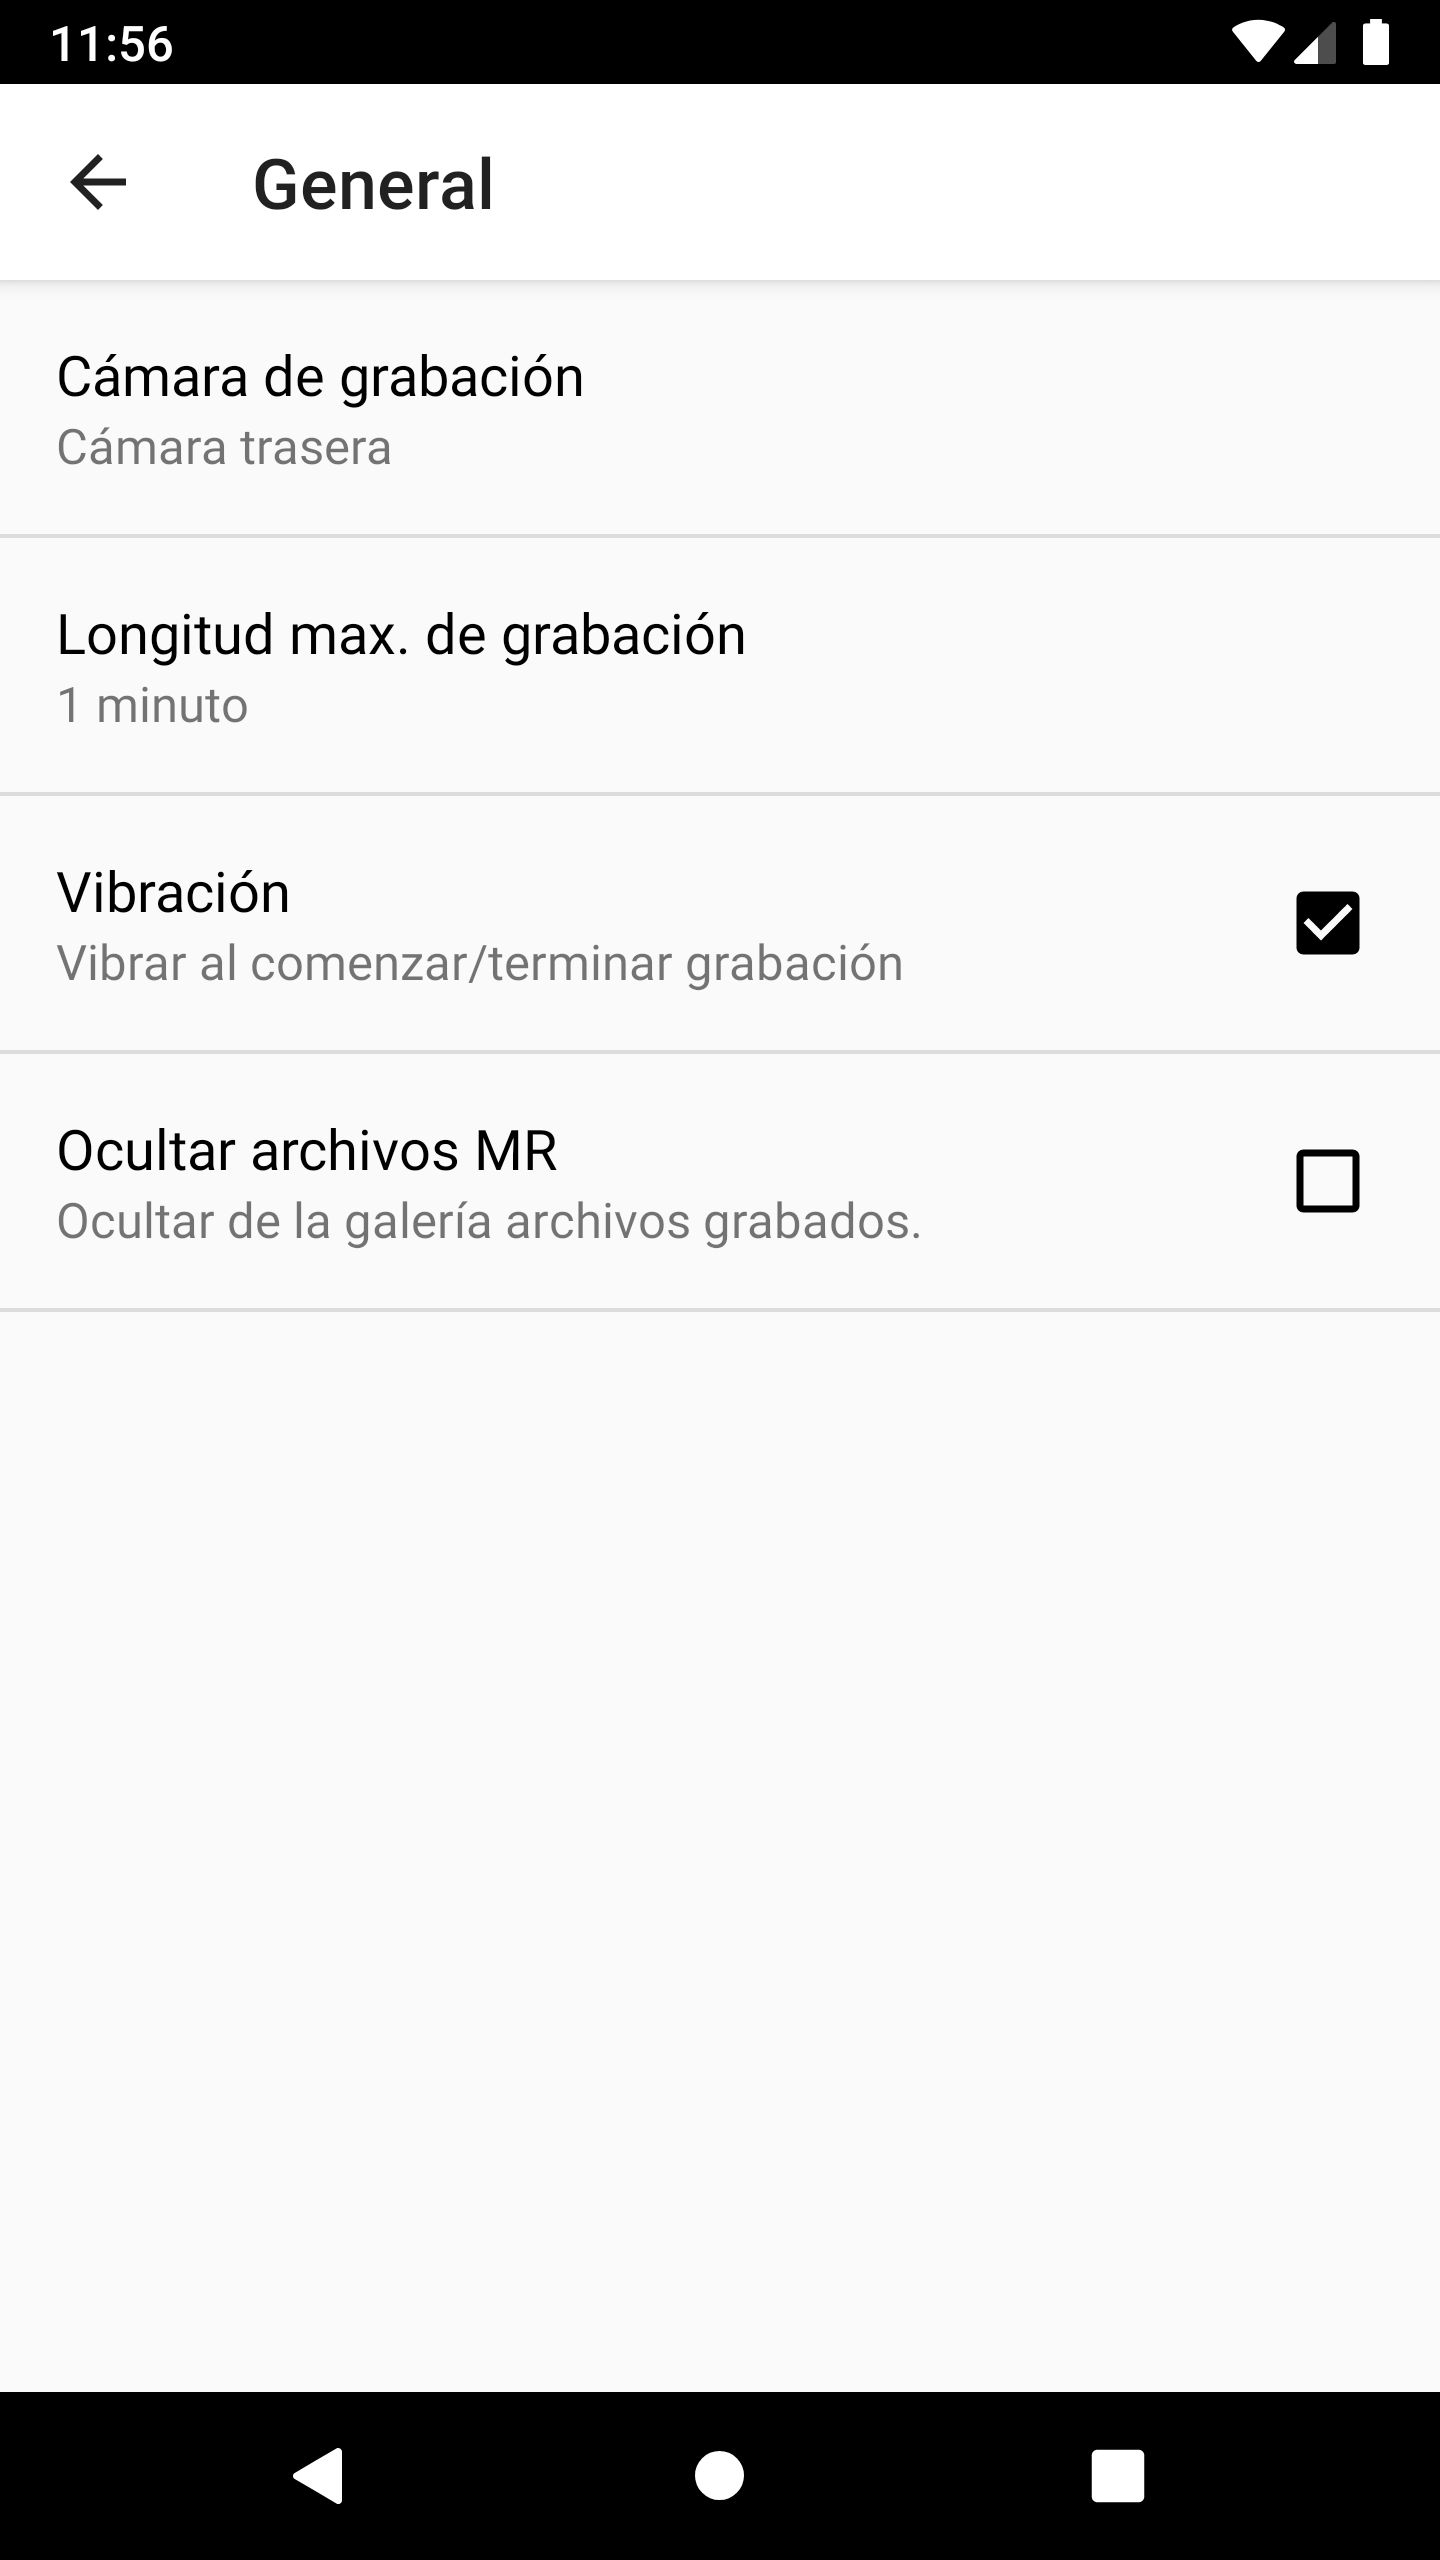 11:56
General
Cámara de grabación
Cámara trasera
Longitud max. de grabación
1 minuto
Vibración
Vibrar al comenzar/terminar grabación
Ocultar archivos MR
Ocultar de la galería archivos grabados.